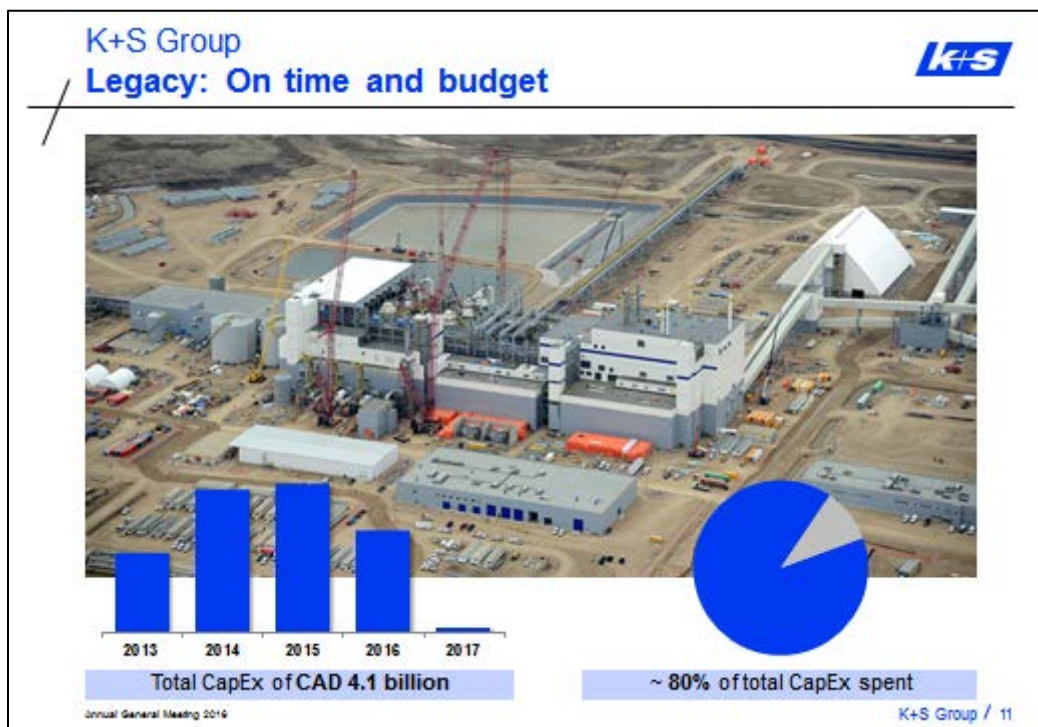 K+S Group
k+s
Legacy: On time and budget
2013 2014 2015 2016 2017
Total CapEx of CAD 4.1 billion
~ 80% of total CapEx spent
Annual General Meeting 2016
K+S Group / 11